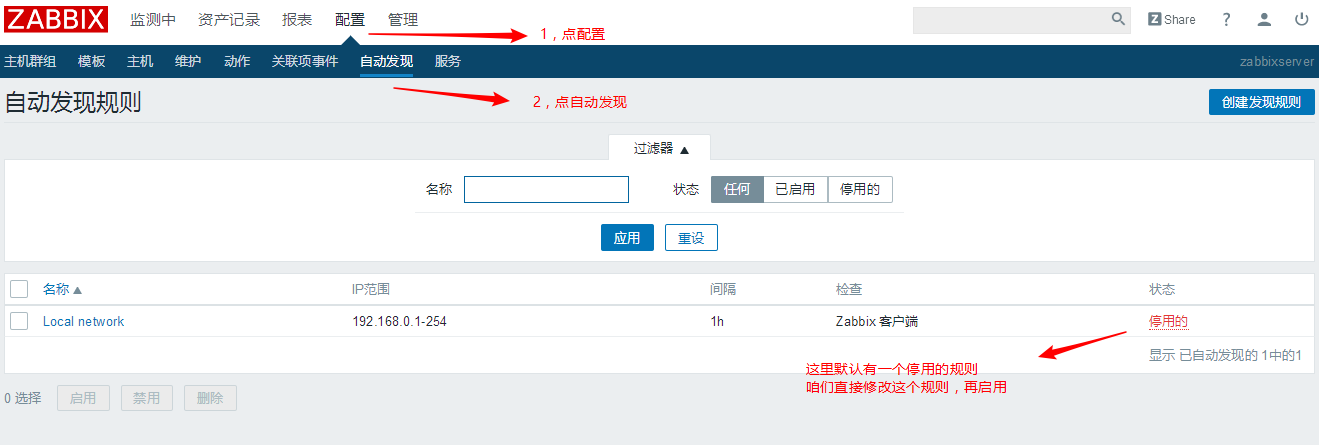 ZABBIX 监测中 资产记录 报表 配置 管理 Z Share ?
1，点配置
主机群组 模板 主机 维护 动作 关联项事件 自动发现 服务 zabbixserver
自动发现规则 2，点自动发现 创建发现规则
过滤器 ▲
名称 状态 任何 已启用 停用的
应用 重设
名称 ▲ IP范围 间隔 检查 状态
Local network 192.168.0.1-254 1h Zabbix 客户端 停用的
显示 已自动发现的 1中的1
这里默认有一个停用的规则
咱们直接修改这个规则，再启用
0 选择 启用 禁用 删除